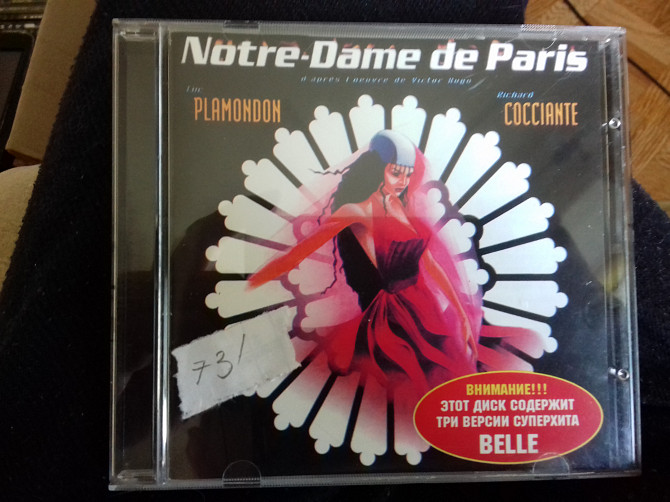 Notre-Dame de Paris
d'après l'oeuvre de Victor Hugo
Luc
PLAMONDON
Richard
COCCIANTE
731
ВНИМАНИЕ!!!
ЭТОТ ДИСК СОДЕРЖИТ
ТРИ ВЕРСИИ СУПЕРХИТА
BELLE